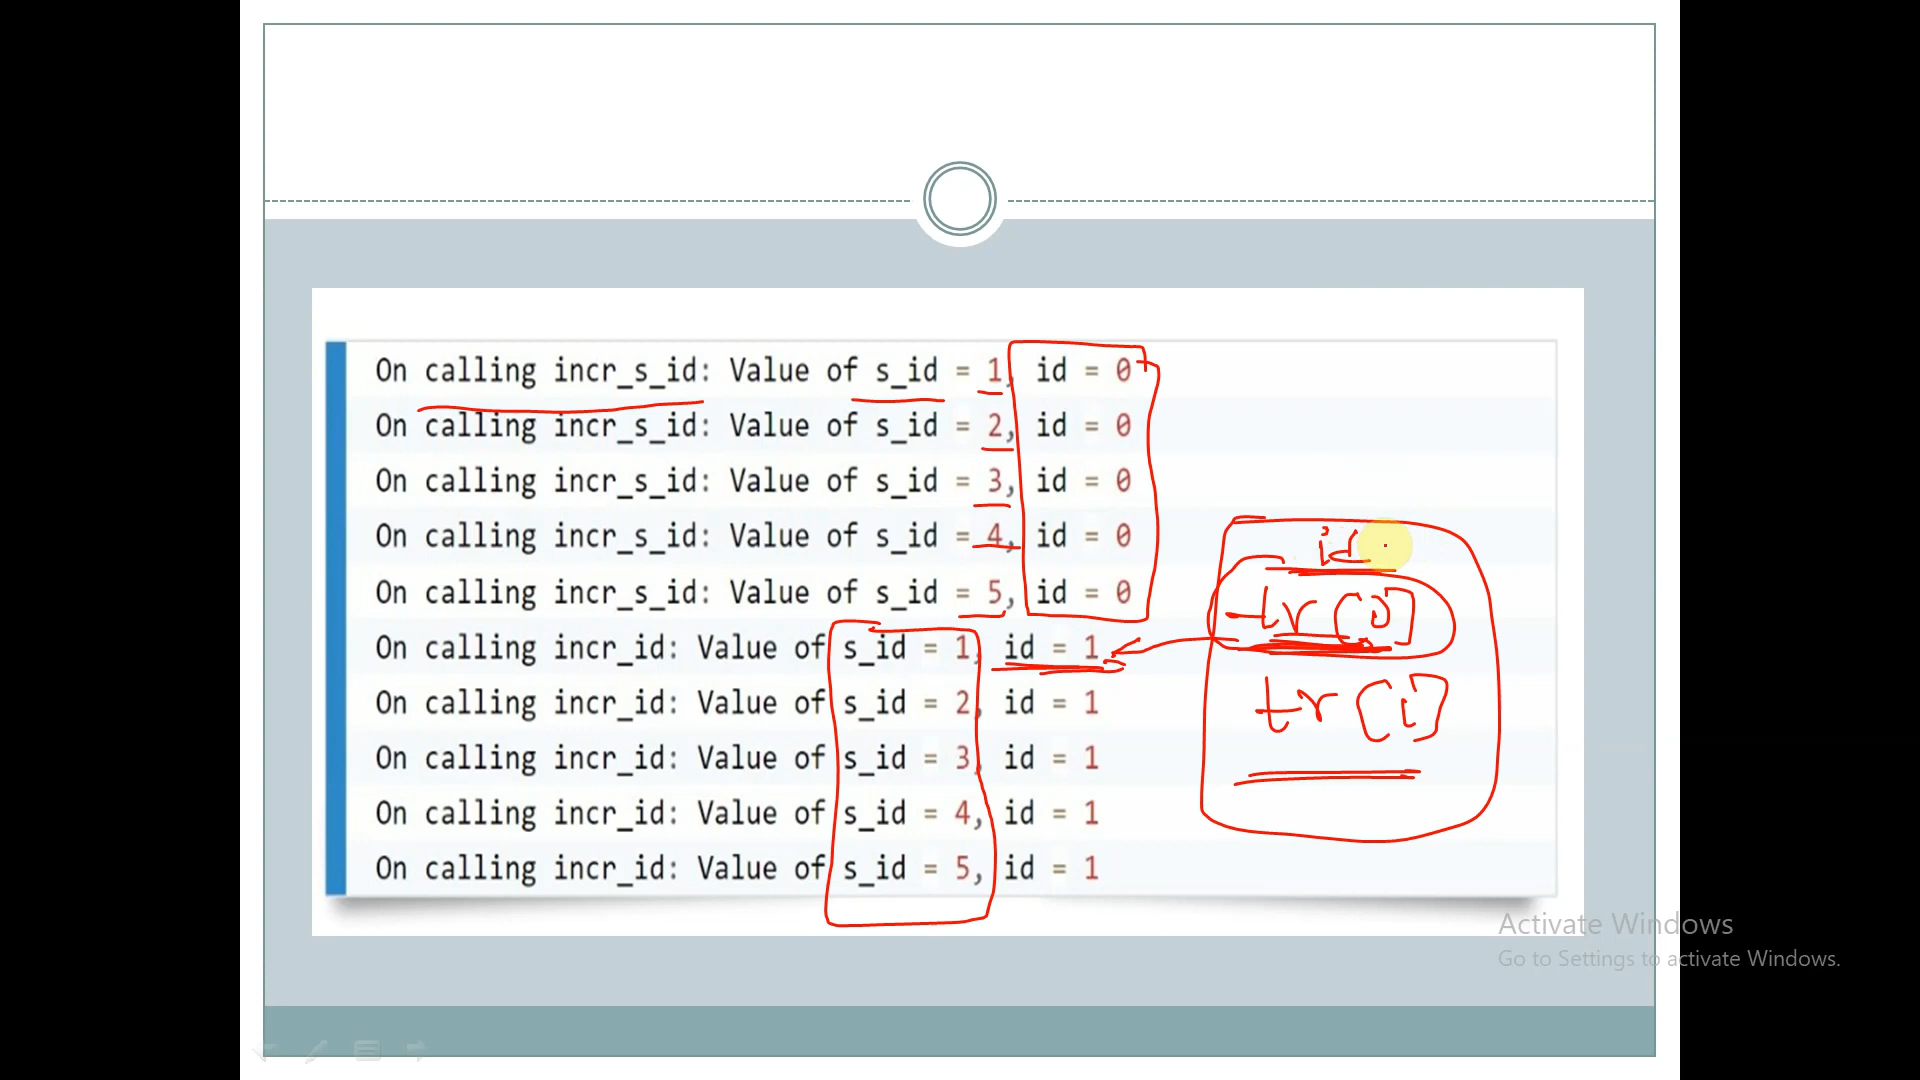 On calling incr_s_id: Value of s_id = 1, id = 0
On calling incr_s_id: Value of s_id = 2, id = 0
On calling incr_s_id: Value of s_id = 3, id = 0
On calling incr_s_id: Value of s_id = 4, id = 0
On calling incr_s_id: Value of s_id = 5, id = 0
On calling incr_id: Value of s_id = 1, id = 1
On calling incr_id: Value of s_id = 2, id = 1
On calling incr_id: Value of s_id = 3, id = 1
On calling incr_id: Value of s_id = 4, id = 1
On calling incr_id: Value of s_id = 5, id = 1
id
tr[0]
tr[1]
Activate Windows
Go to Settings to activate Windows.